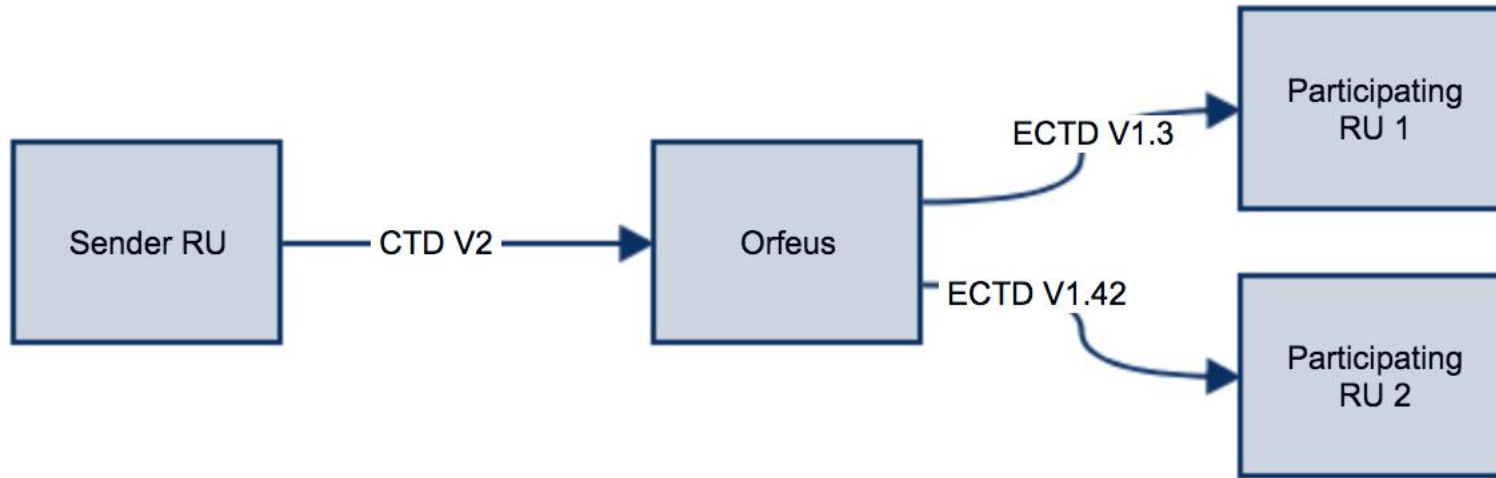 Sender RU
CTD V2
Orfeus
ECTD V1.3
Participating
RU 1
ECTD V1.42
Participating
RU 2